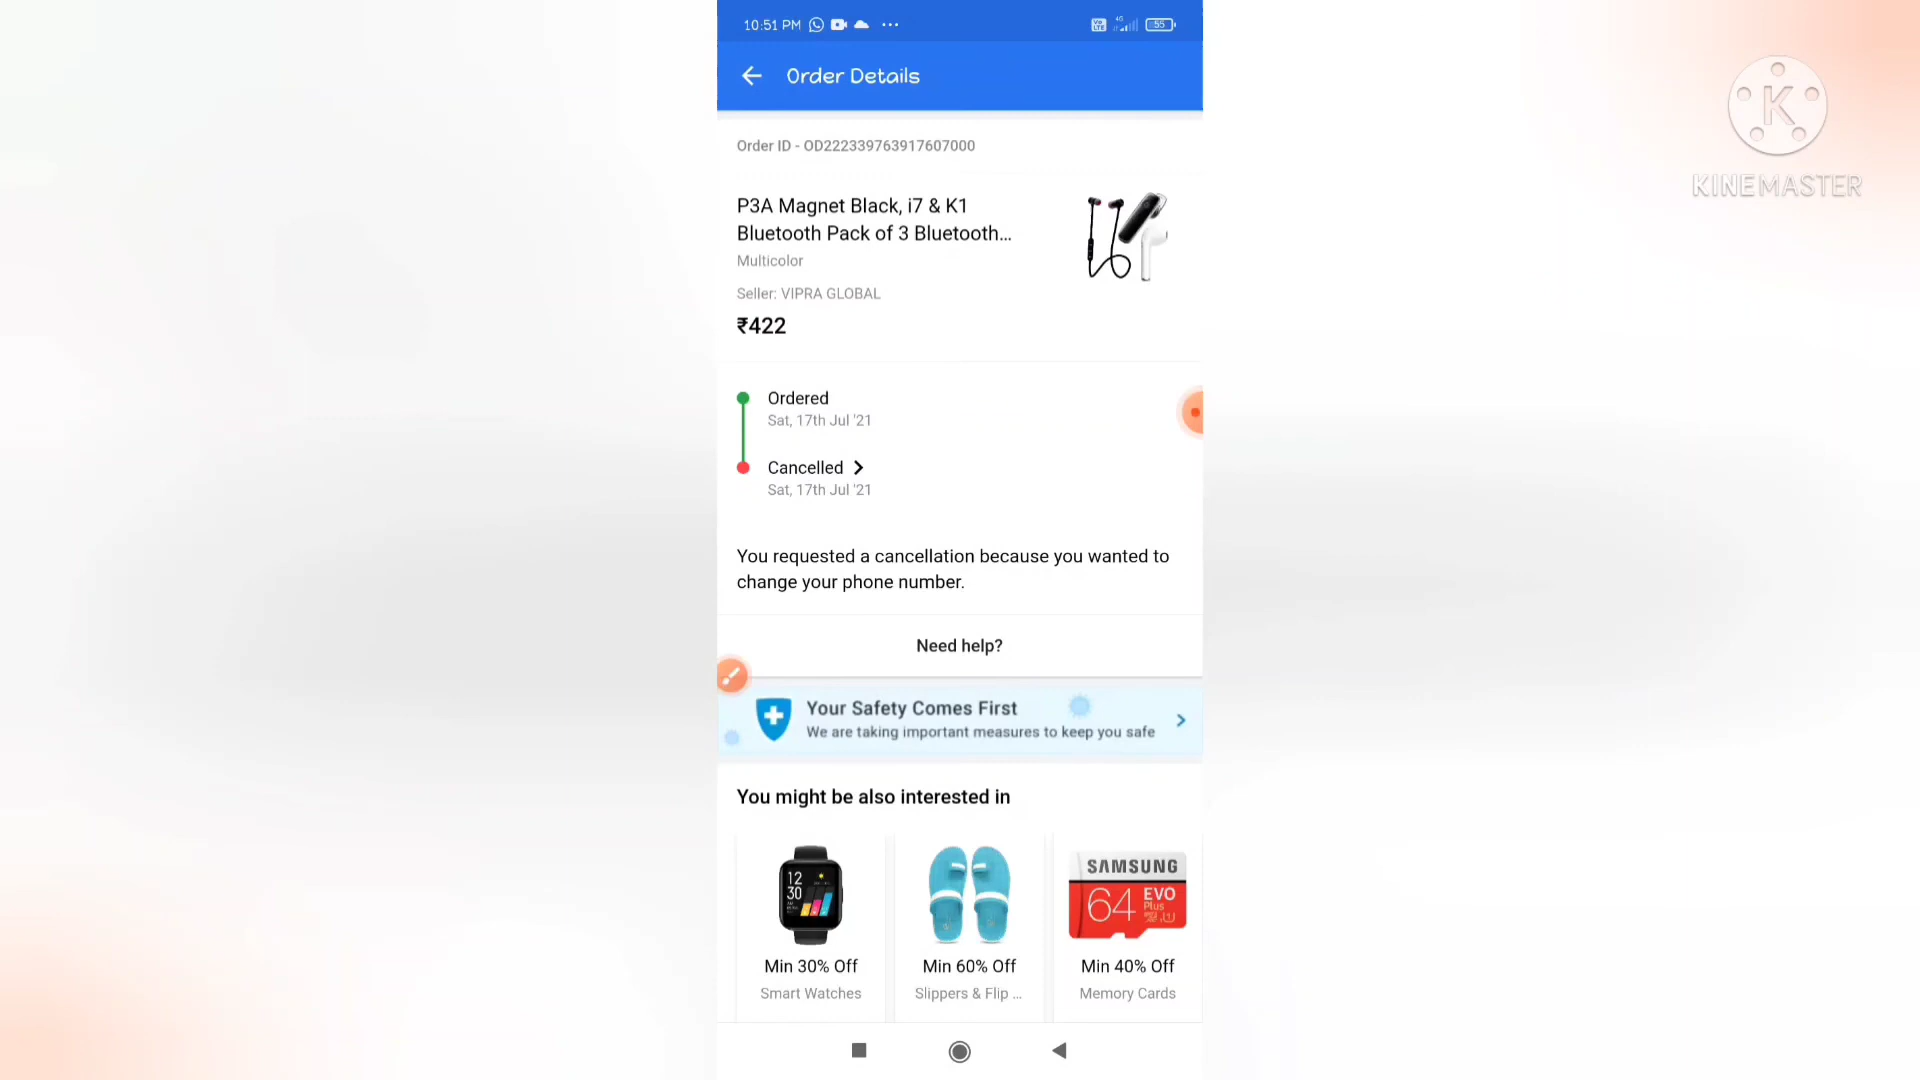 10:51 PM
55
Order Details
KINEMASTER
Order ID - OD222339763917607000
P3A Magnet Black, i7 & K1
Bluetooth Pack of 3 Bluetooth...
Multicolor
Seller: VIPRA GLOBAL
₹422
Ordered
Sat, 17th Jul '21
Cancelled
Sat, 17th Jul '21
You requested a cancellation because you wanted to
change your phone number.
Need help?
Your Safety Comes First
We are taking important measures to keep you safe
You might be also interested in
12
30
SAMSUNG
64 EVO
Plus
Min 30% Off
Smart Watches
Min 60% Off
Slippers & Flip ...
Min 40% Off
Memory Cards